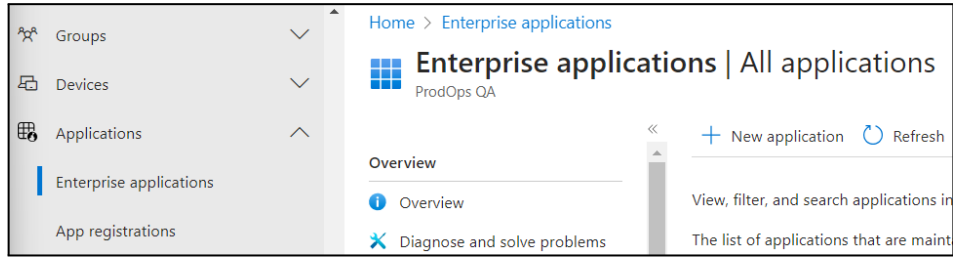 Groups
Devices
Applications
Enterprise applications
App registrations
Home > Enterprise applications
Enterprise applications | All applications
ProdOps QA
Overview
Overview
Diagnose and solve problems
+ New application Refresh
View, filter, and search applications in
The list of applications that are maint